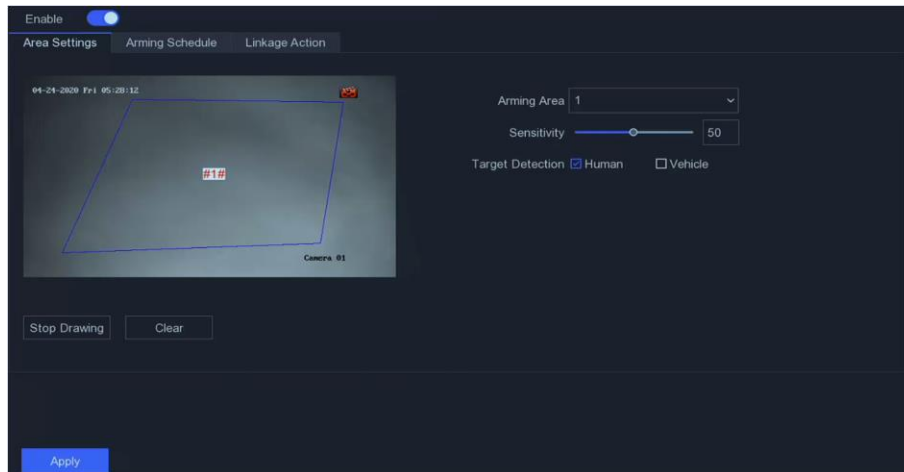 Enable
Area Settings Arming Schedule Linkage Action
04-24-2020 Fri 05:28:12
Arming Area 1
Sensitivity 50
Target Detection Human Vehicle
#1#
Camera 01
Stop Drawing Clear
Apply